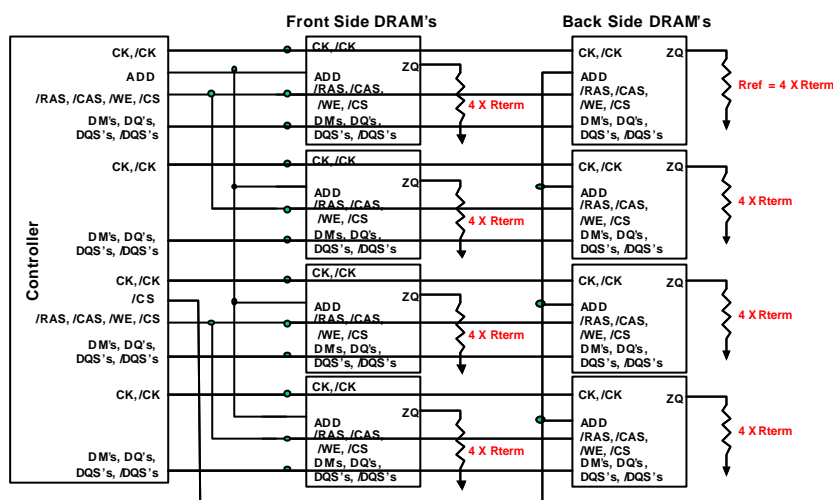 Front Side DRAM's
Back Side DRAM's
Controller
CK, /CK
ADD
/RAS, /CAS, /WE, /CS
DM's, DQ's,
DQS's, /DQS's
CK, /CK
DM's, DQ's,
DQS's, /DQS's
CK, /CK
/CS
/RAS, /CAS, /WE, /CS
DM's, DQ's,
DQS's, /DQS's
CK, /CK
DM's, DQ's,
DQS's, /DQS's
CK, /CK
ZQ
ADD
/RAS, /CAS,
/WE, /CS
DM's, DQ's,
DQS's, /DQS's
4 X Rterm
CK, /CK
ZQ
ADD
/RAS, /CAS,
/WE, /CS
DM's, DQ's,
DQS's, /DQS's
4 X Rterm
CK, /CK
ZQ
ADD
/RAS, /CAS,
/WE, /CS
DM's, DQ's,
DQS's, /DQS's
4 X Rterm
CK, /CK
ZQ
ADD
/RAS, /CAS,
/WE, /CS
DM's, DQ's,
DQS's, /DQS's
4 X Rterm
CK, /CK
ZQ
ADD
/RAS, /CAS,
/WE, /CS
DM's, DQ's,
DQS's, /DQS's
Rref = 4 X Rterm
CK, /CK
ZQ
ADD
/RAS, /CAS,
/WE, /CS
DM's, DQ's,
DQS's, /DQS's
4 X Rterm
CK, /CK
ZQ
ADD
/RAS, /CAS,
/WE, /CS
DM's, DQ's,
DQS's, /DQS's
4 X Rterm
CK, /CK
ZQ
ADD
/RAS, /CAS,
/WE, /CS
DM's, DQ's,
DQS's, /DQS's
4 X Rterm